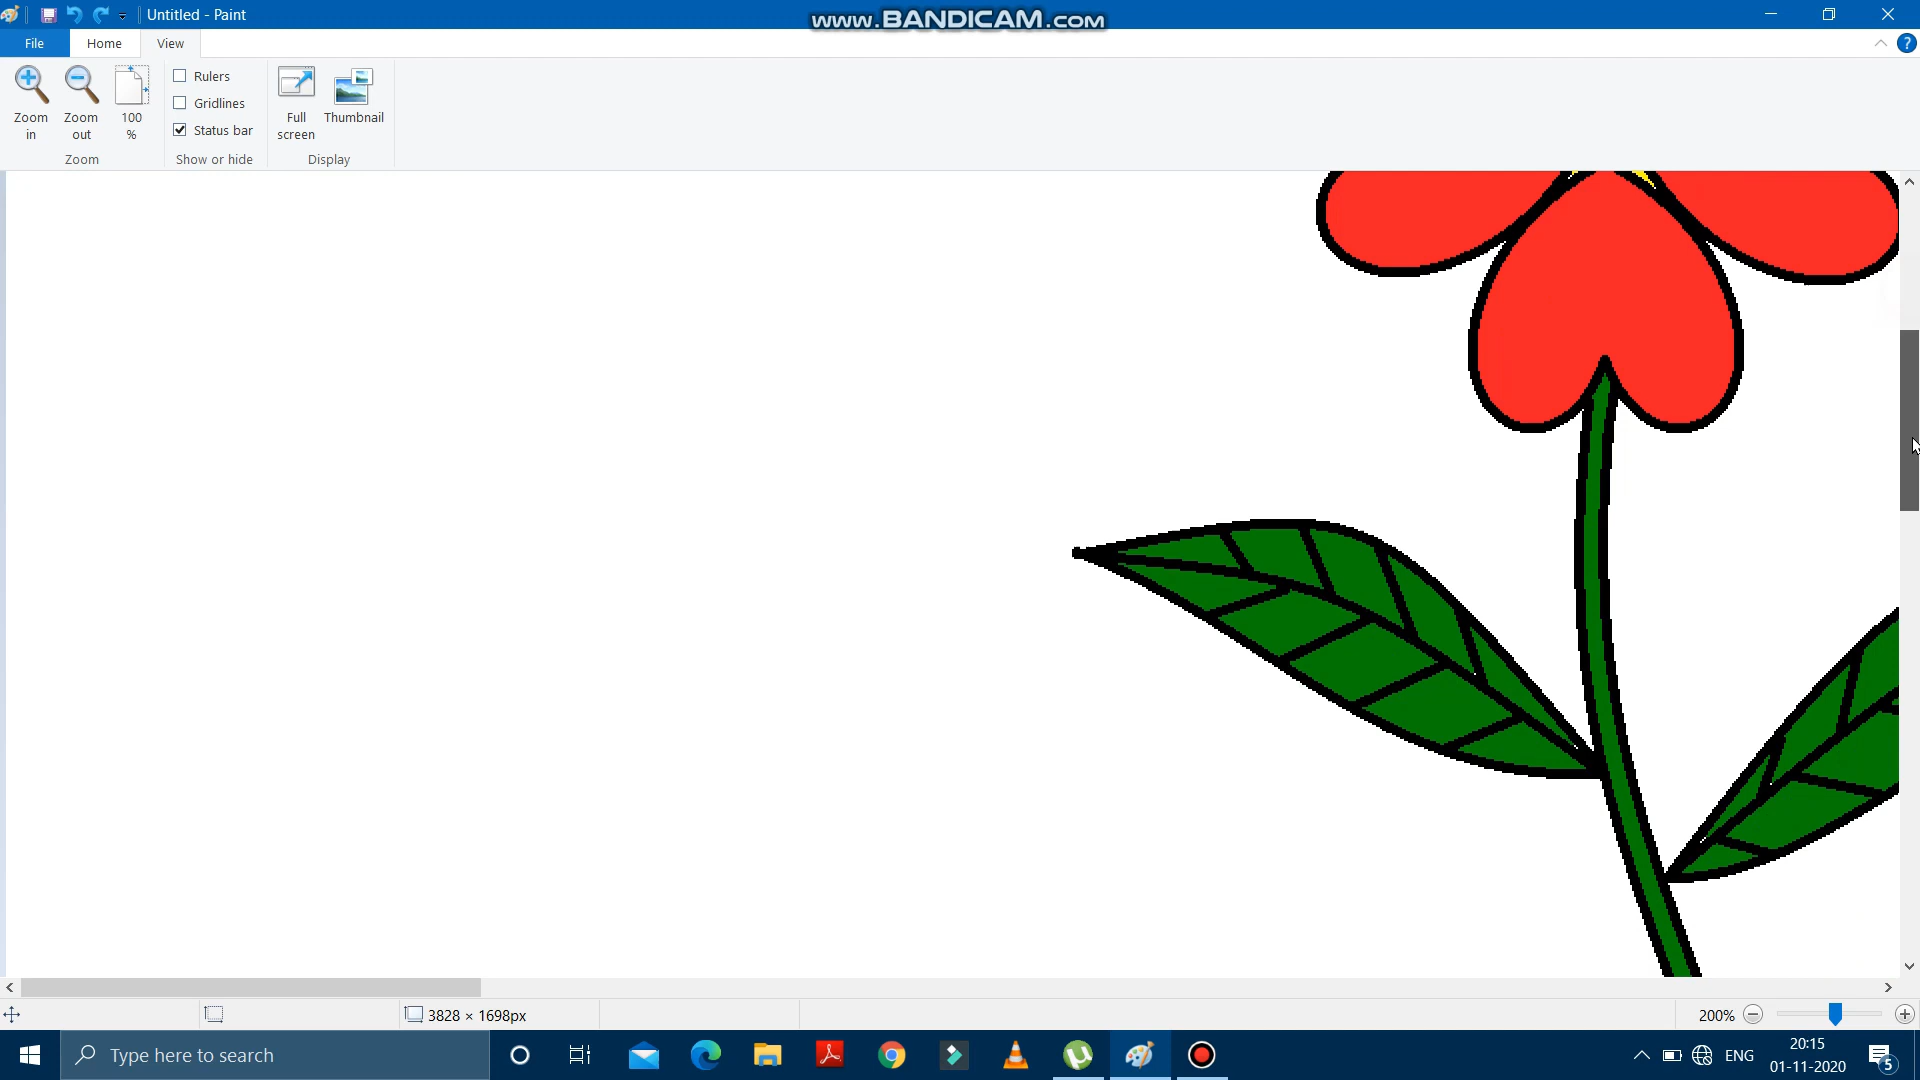 Untitled - Paint
www.BANDICAM.com
File
Home
View
Zoom in
Zoom out
100 %
Rulers
Gridlines
Status bar
Full screen
Thumbnail
Zoom
Show or hide
Display
3828 × 1698px
200%
Type here to search
ENG
20:15
01-11-2020
5